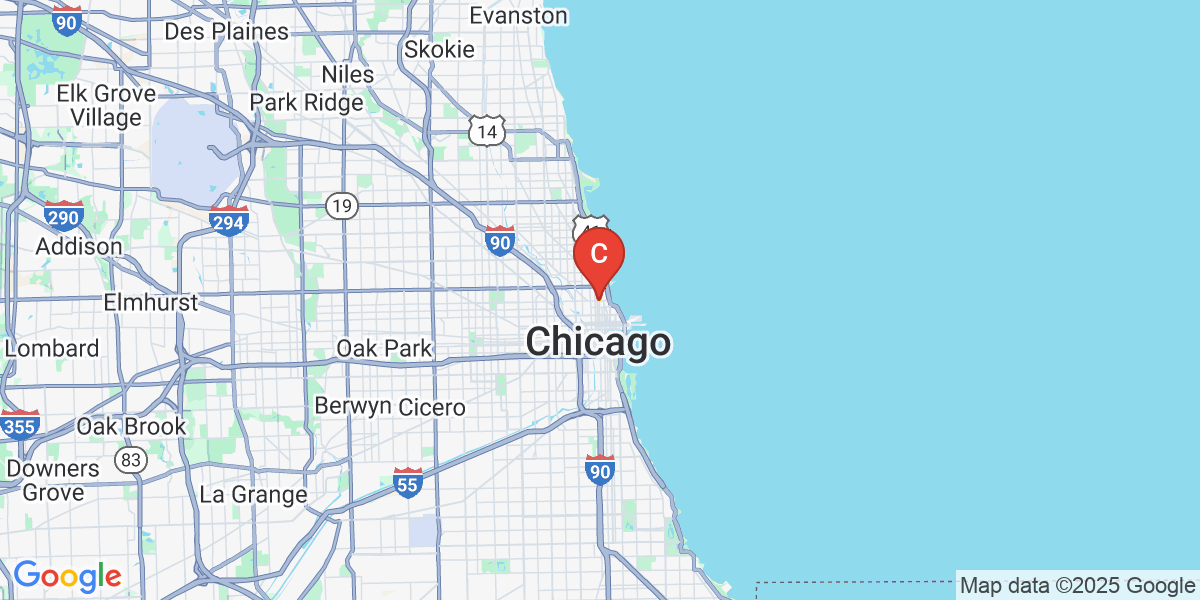 Evanston
90
Des Plaines
Skokie
Niles
Elk Grove
Village
Park Ridge
14
19
290
294
Addison
90
C
Elmhurst
Chicago
Lombard
Oak Park
Berwyn
Cicero
355
Oak Brook
83
Downers
Grove
90
55
La Grange
Google
Map data ©2025 Google